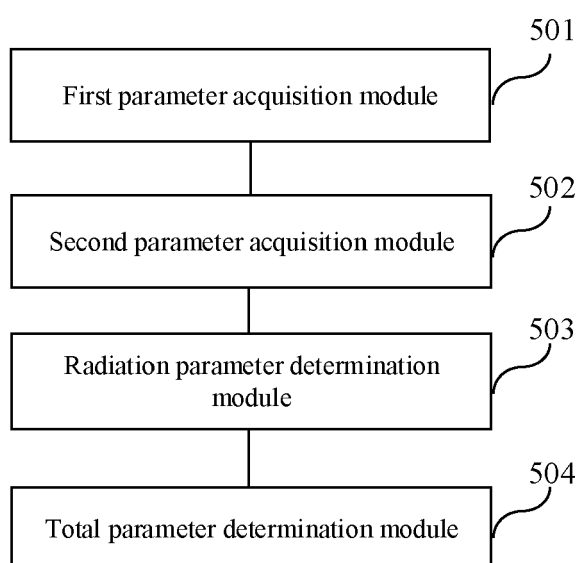 501
First parameter acquisition module
502
Second parameter acquisition module
503
Radiation parameter determination
module
504
Total parameter determination module